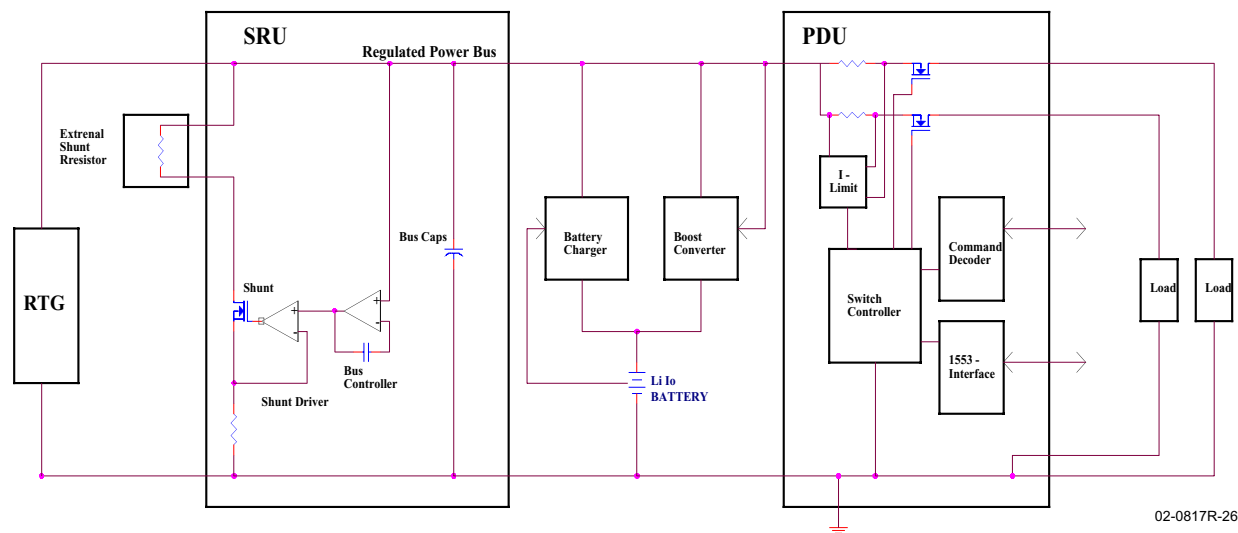 SRU
PDU
Regulated Power Bus
Extrenal
Shunt
Rresistor
RTG
Shunt
+
-
+
-
Bus
Controller
Shunt Driver
Bus Caps
Battery
Charger
Boost
Converter
Li Io
BATTERY
I -
Limit
Switch
Controller
Command
Decoder
1553 -
Interface
Load
Load
02-0817R-26